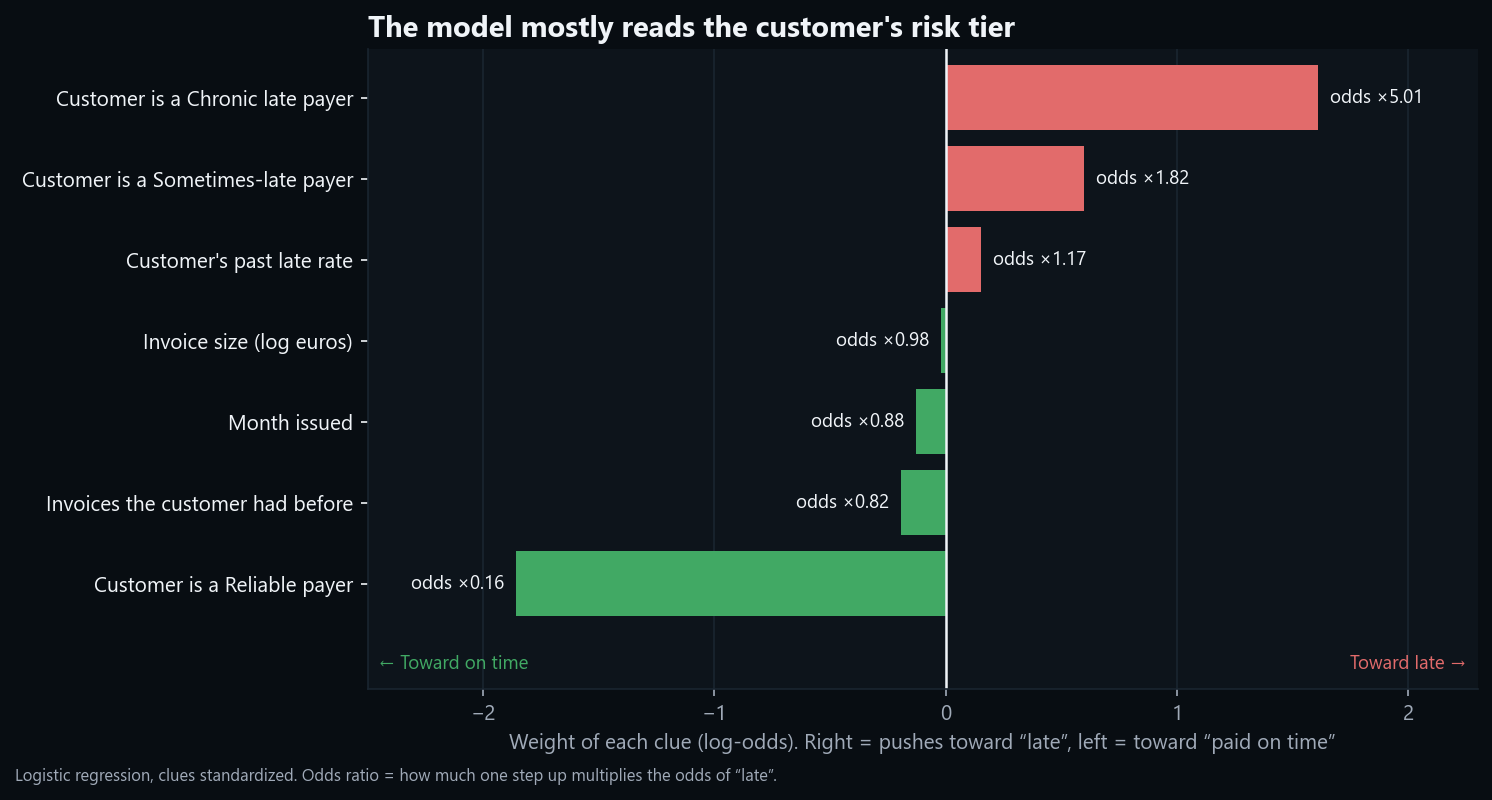 The model mostly reads the customer's risk tier
Customer is a Chronic late payer
odds ×5.01
Customer is a Sometimes-late payer
odds ×1.82
Customer's past late rate
odds ×1.17
Invoice size (log euros)
odds ×0.98
Month issued
odds ×0.88
Invoices the customer had before
odds ×0.82
Customer is a Reliable payer
odds ×0.16
← Toward on time
Toward late →
−2
−1
0
1
2
Weight of each clue (log-odds). Right = pushes toward “late”, left = toward “paid on time”
Logistic regression, clues standardized. Odds ratio = how much one step up multiplies the odds of “late”.